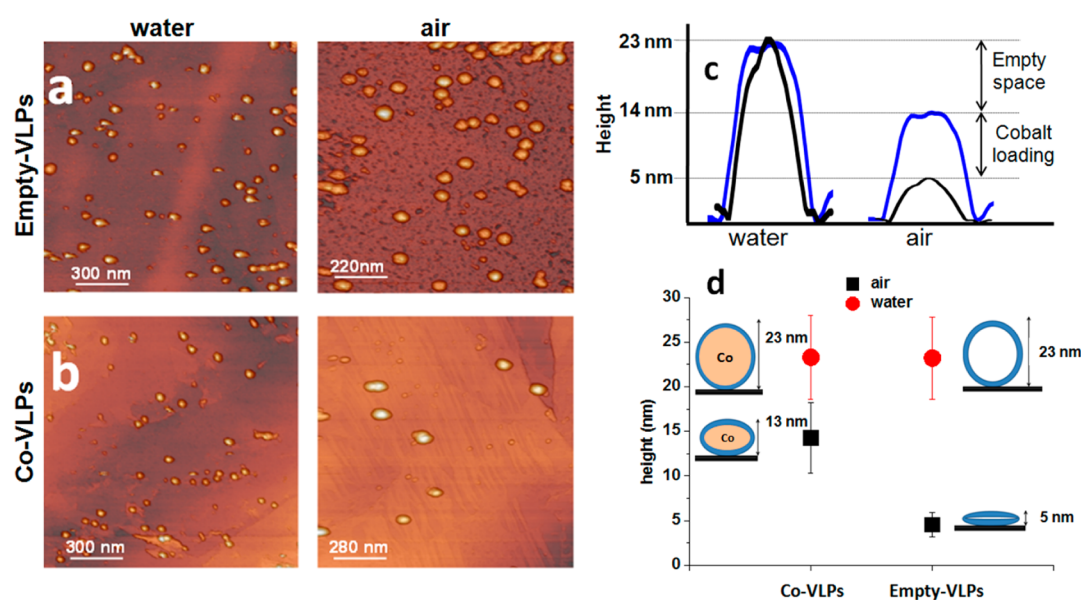 water
air
Empty-VLPs
a
300 nm
220nm
Co-VLPs
b
300 nm
280 nm
c
Height
23 nm
14 nm
5 nm
Empty
space
Cobalt
loading
water
air
d
air
water
height (nm)
30
25
20
15
10
5
0
Co
23 nm
Co
13 nm
23 nm
5 nm
Co-VLPs
Empty-VLPs